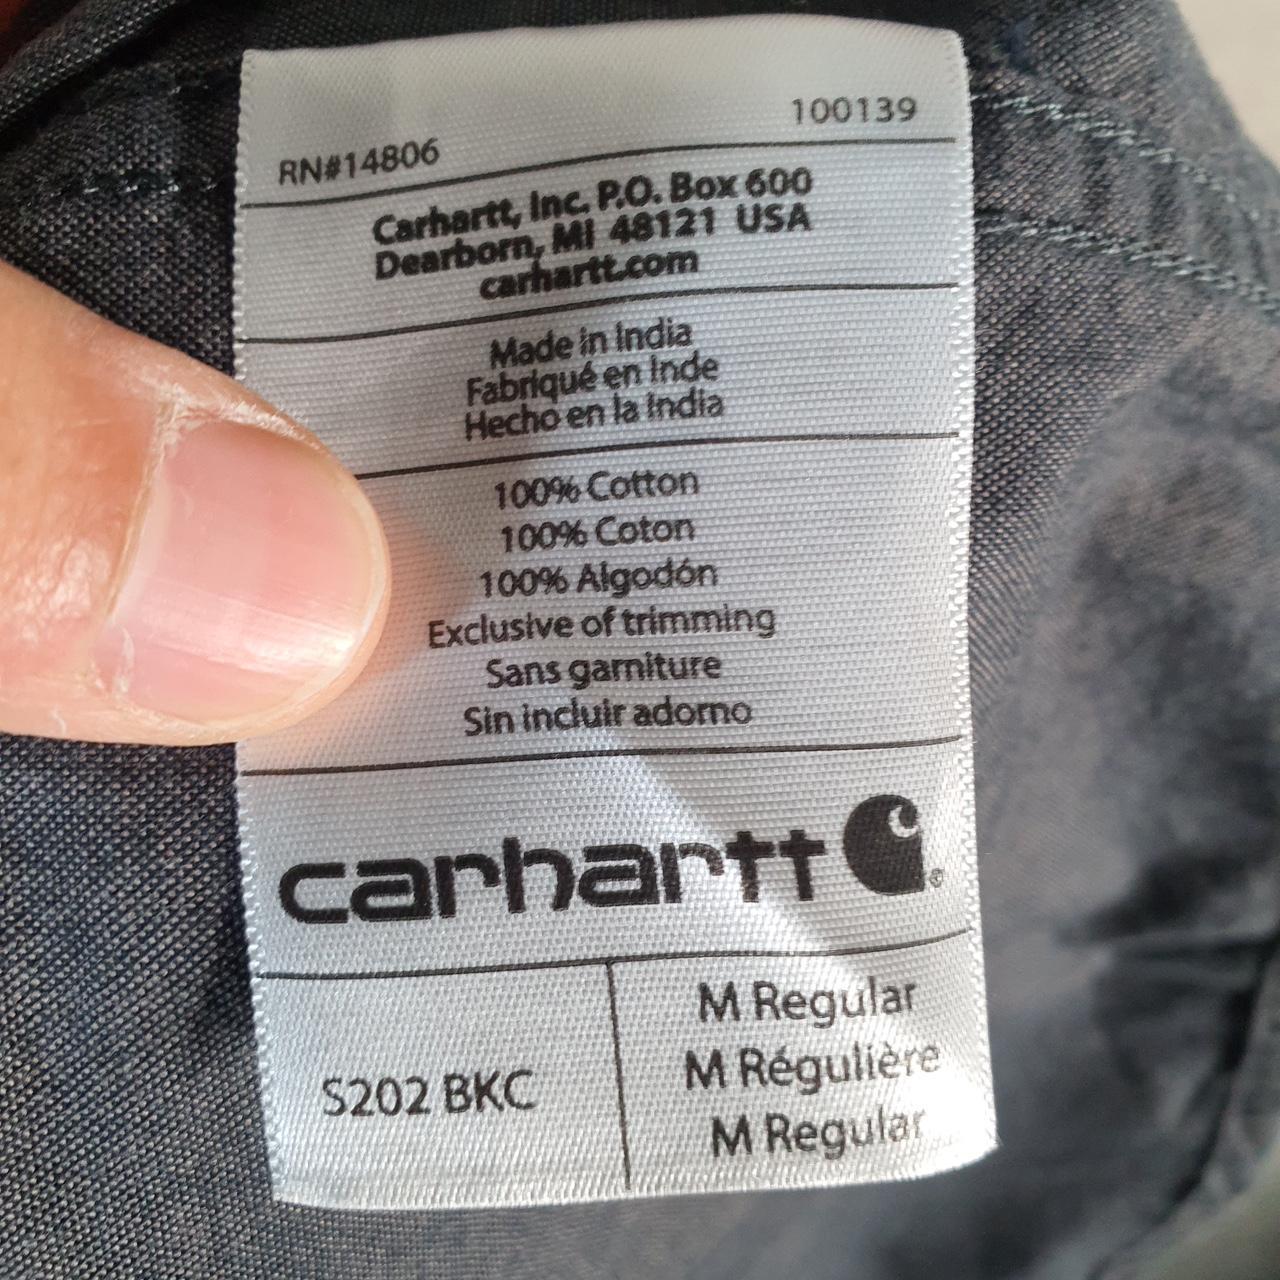 100139
RN#14806
Carhartt, Inc. P.O. Box 600
Dearborn, MI 48121 USA
carhartt.com
Made in India
Fabriqué en Inde
Hecho en la India
100% Cotton
100% Coton
100% Algodón
Exclusive of trimming
Sans garniture
Sin incluir adorno
carhartt ®
S202 BKC
M Regular
M Régulière
M Regular